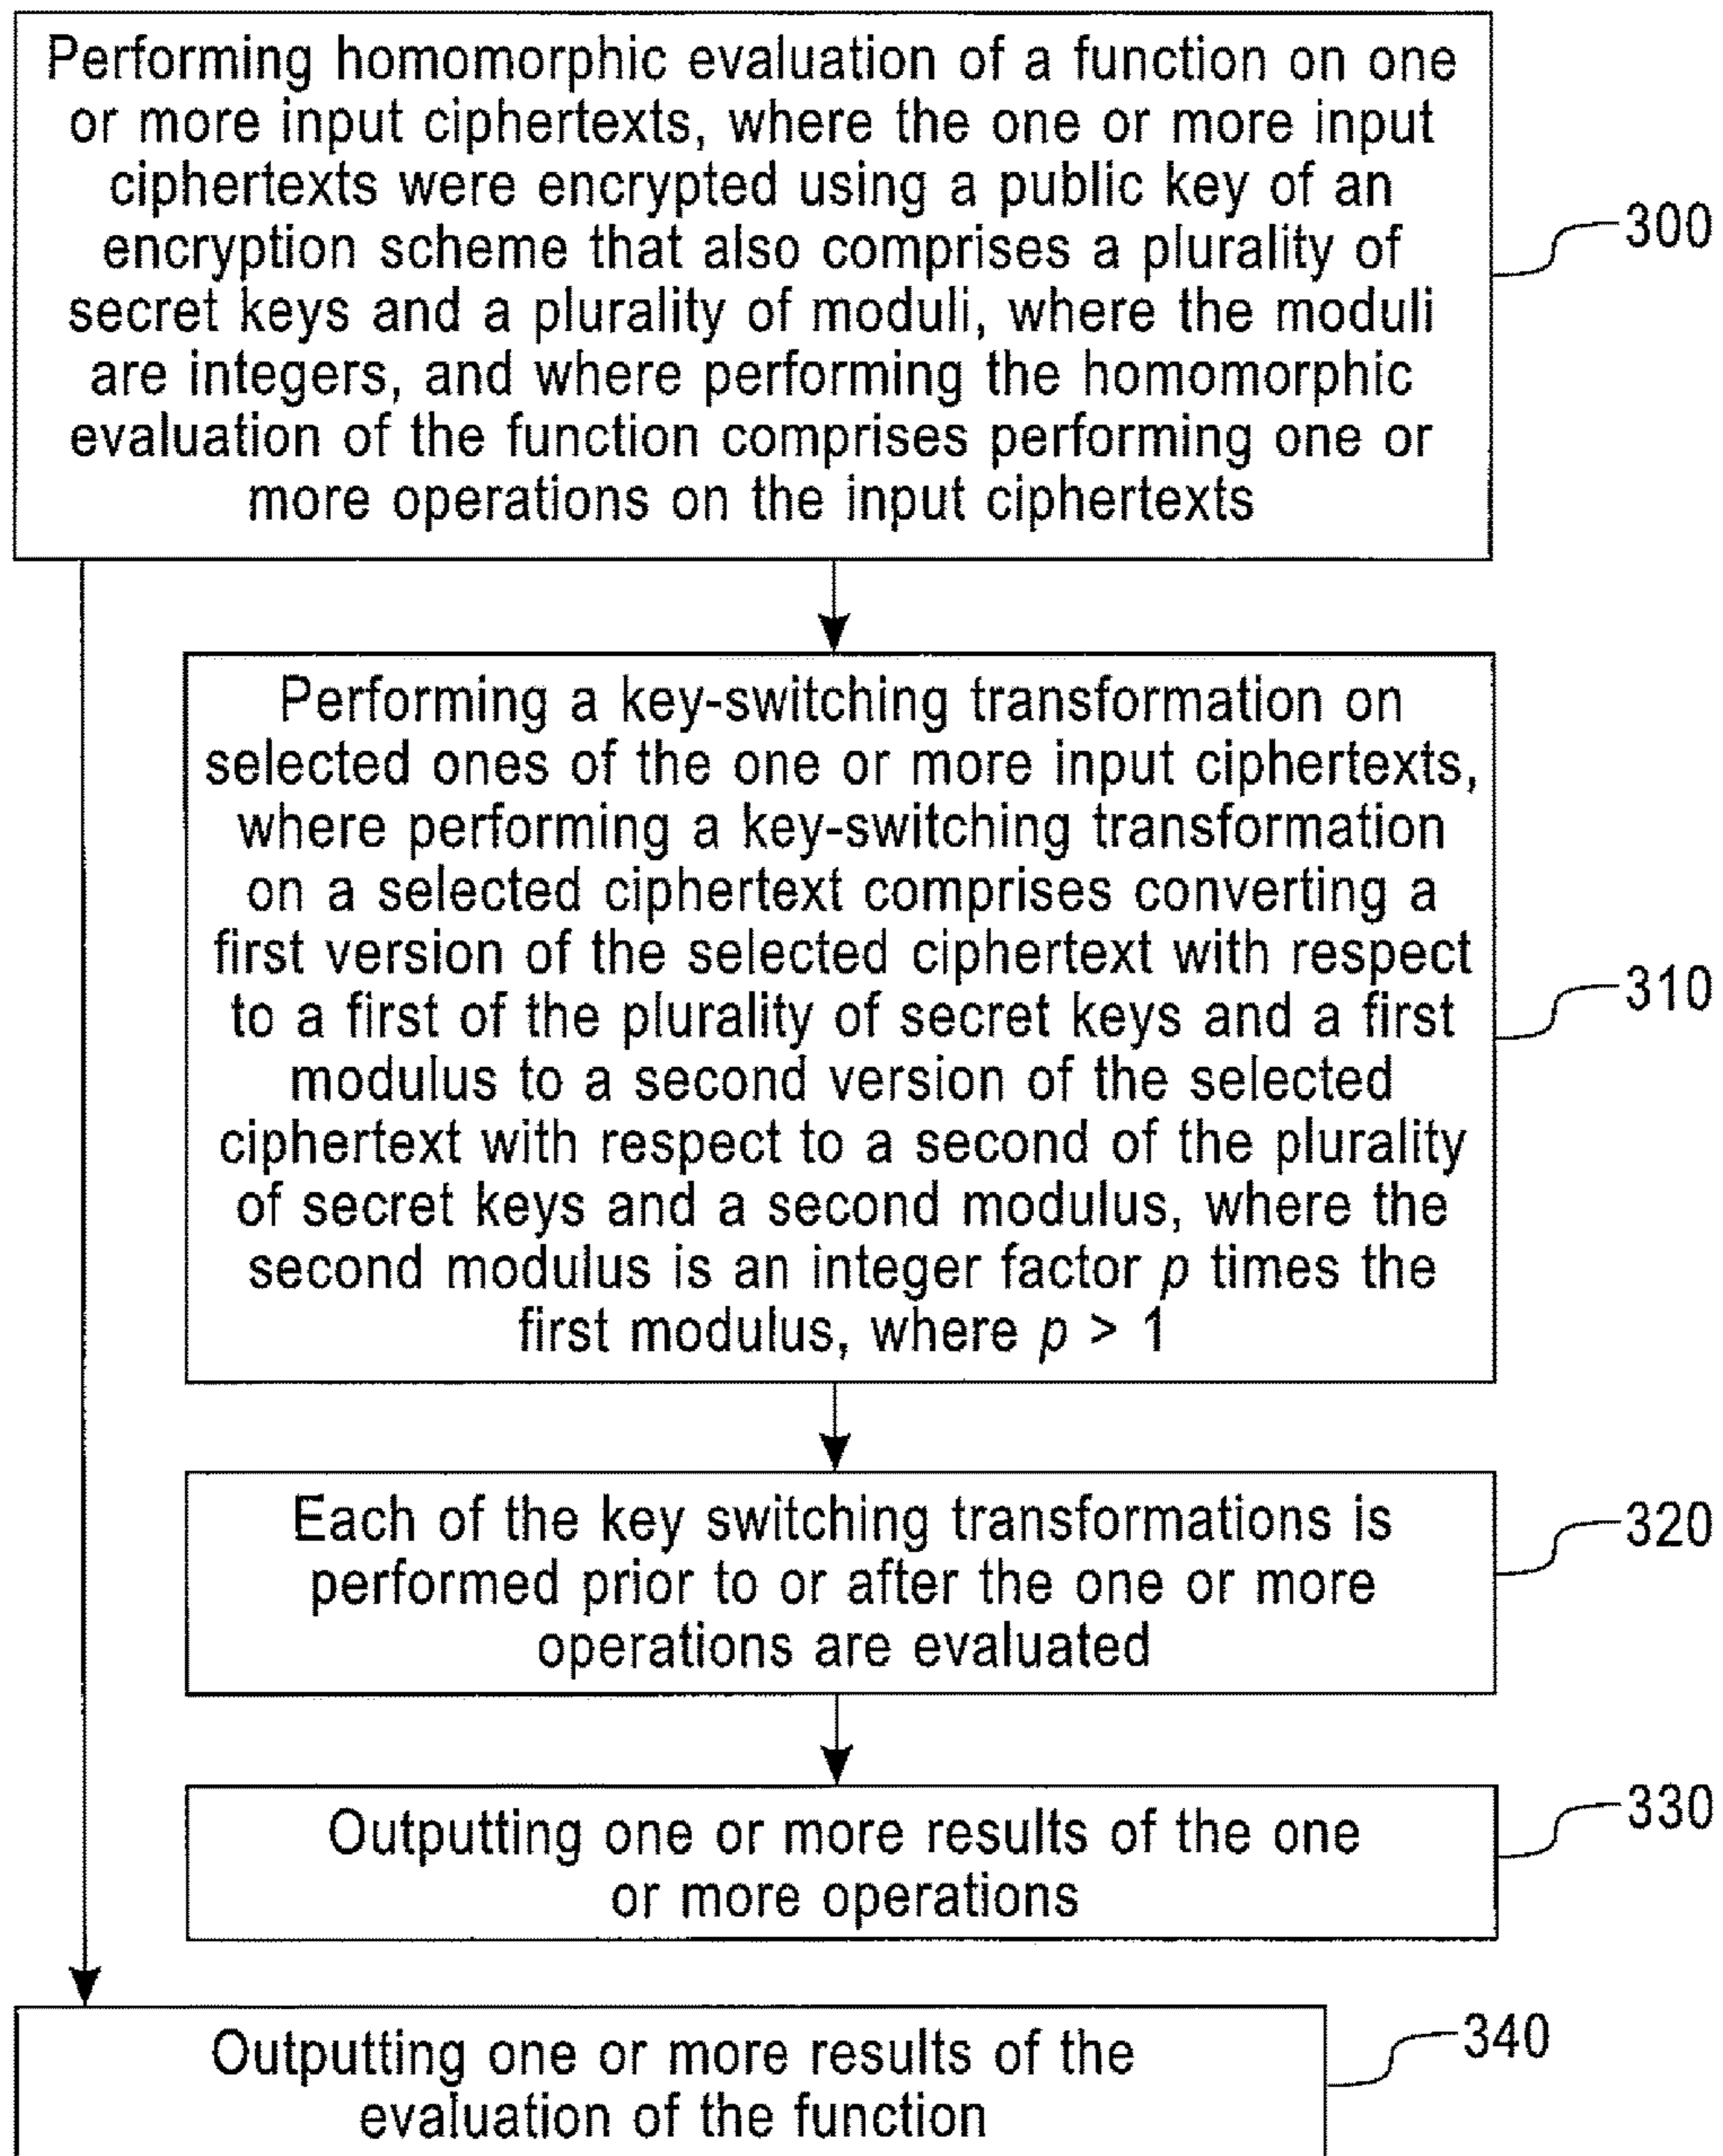 Performing homomorphic evaluation of a function on one
or more input ciphertexts, where the one or more input
ciphertexts were encrypted using a public key of an
encryption scheme that also comprises a plurality of
secret keys and a plurality of moduli, where the moduli
are integers, and where performing the homomorphic
evaluation of the function comprises performing one or
more operations on the input ciphertexts
300
Performing a key-switching transformation on
selected ones of the one or more input ciphertexts,
where performing a key-switching transformation
on a selected ciphertext comprises converting a
first version of the selected ciphertext with respect
to a first of the plurality of secret keys and a first
modulus to a second version of the selected
ciphertext with respect to a second of the plurality
of secret keys and a second modulus, where the
second modulus is an integer factor p times the
first modulus, where p > 1
310
Each of the key switching transformations is
performed prior to or after the one or more
operations are evaluated
320
Outputting one or more results of the one
or more operations
330
Outputting one or more results of the
evaluation of the function
340